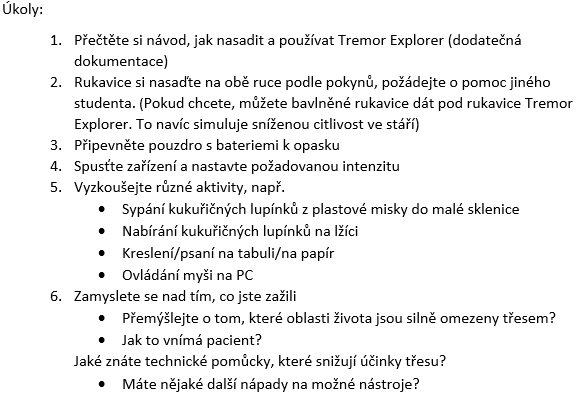 Úkoly:
1. Přečtěte si návod, jak nasadit a používat Tremor Explorer (dodatečná
dokumentace)
2. Rukavice si nasaďte na obě ruce podle pokynů, požádejte o pomoc jiného
studenta. (Pokud chcete, můžete bavlněné rukavice dát pod rukavice Tremor
Explorer. To navíc simuluje sníženou citlivost ve stáří)
3. Připevněte pouzdro s bateriemi k opasku
4. Spusťte zařízení a nastavte požadovanou intenzitu
5. Vyzkoušejte různé aktivity, např.
• Sypání kukuřičných lupínků z plastové misky do malé sklenice
• Nabírání kukuřičných lupínků na lžíci
• Kreslení/psaní na tabuli/na papír
• Ovládání myši na PC
6. Zamyslete se nad tím, co jste zažili
• Přemýšlejte o tom, které oblasti života jsou silně omezeny třesem?
• Jak to vnímá pacient?
Jaké znáte technické pomůcky, které snižují účinky třesu?
• Máte nějaké další nápady na možné nástroje?